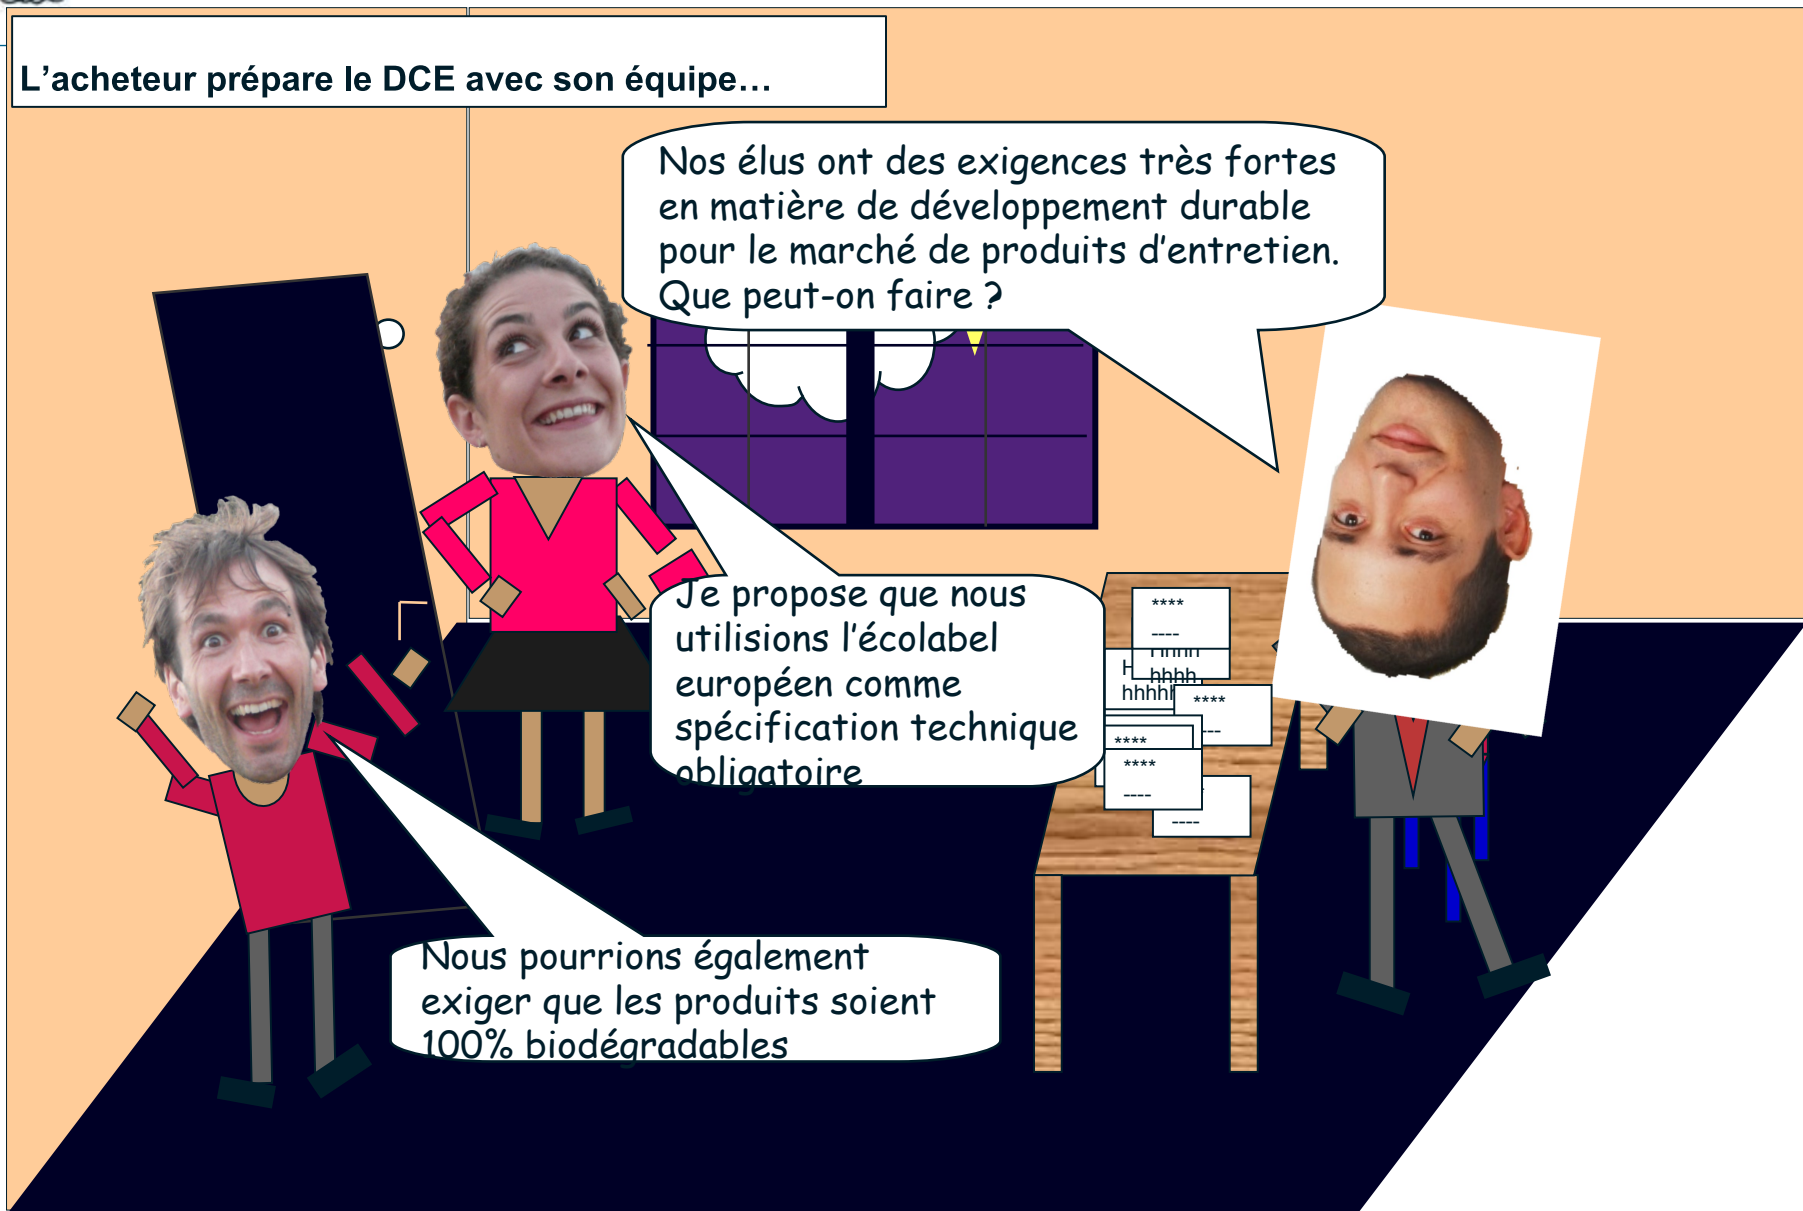 L’acheteur prépare le DCE avec son équipe…
Nos élus ont des exigences très fortes
en matière de développement durable
pour le marché de produits d’entretien.
Que peut-on faire ?
Je propose que nous
utilisions l’écolabel
européen comme
spécification technique
obligatoire
****
----
hhhh
****
****
****
----
----
Nous pourrions également
exiger que les produits soient
100% biodégradables